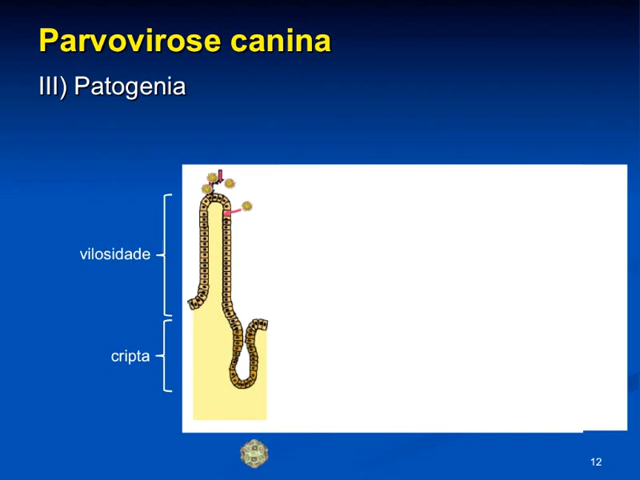 Parvovirose canina
III) Patogenia
vilosidade
cripta
12